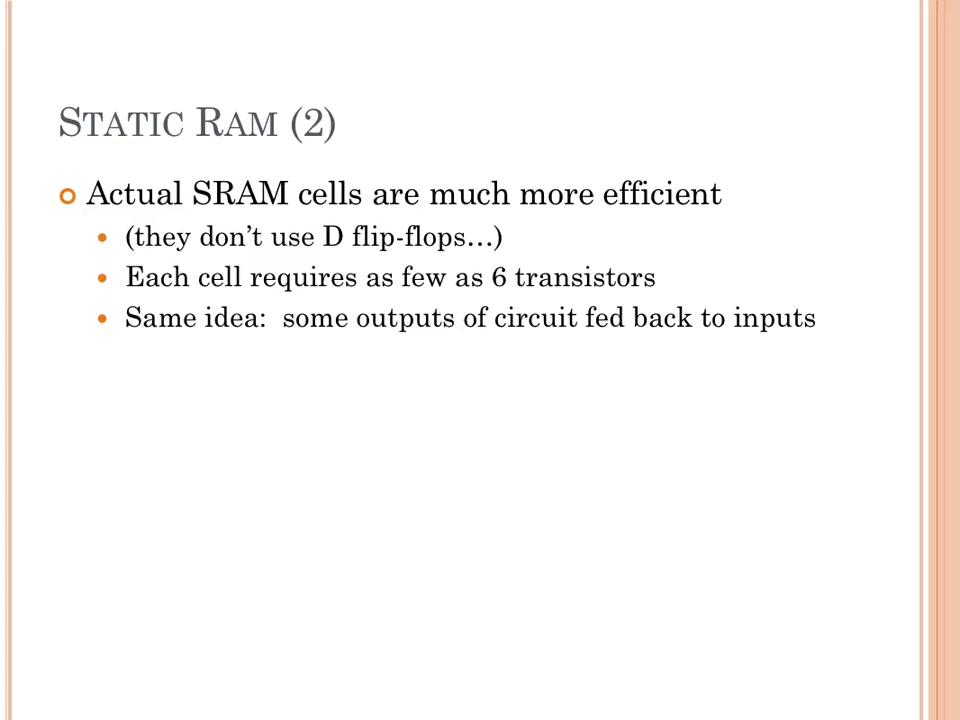 STATIC RAM (2)
Actual SRAM cells are much more efficient
(they don’t use D flip-flops…)
Each cell requires as few as 6 transistors
Same idea:  some outputs of circuit fed back to inputs